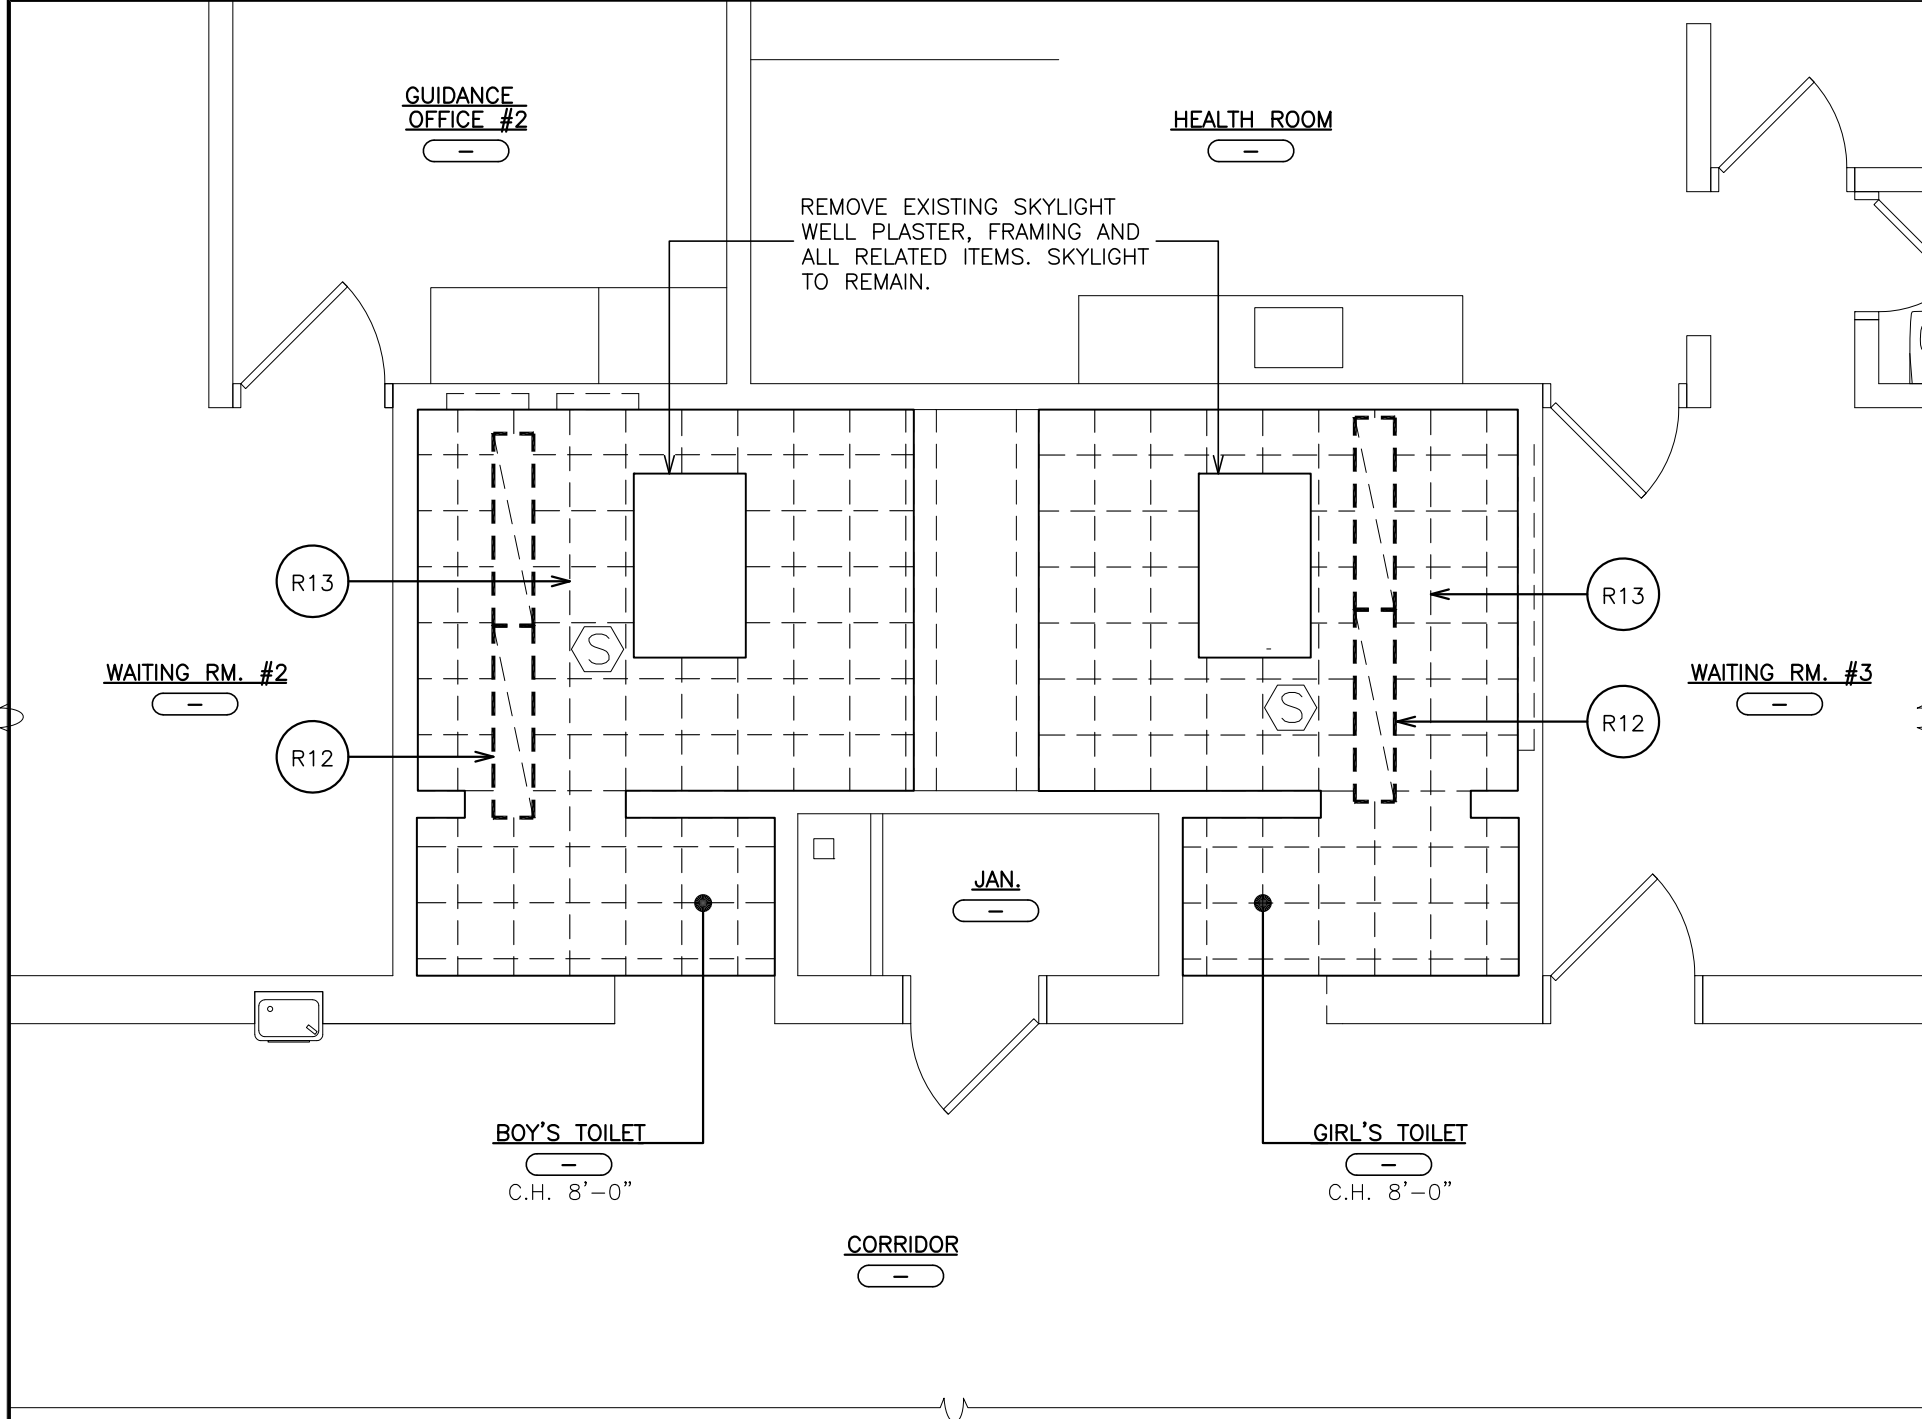 GUIDANCE
OFFICE #2
-
HEALTH ROOM
-
REMOVE EXISTING SKYLIGHT
WELL PLASTER, FRAMING AND
ALL RELATED ITEMS. SKYLIGHT
TO REMAIN.
R13
R13
S
WAITING RM. #2
-
WAITING RM. #3
-
S
R12
R12
JAN.
-
BOY'S TOILET
-
C.H. 8'-0"
GIRL'S TOILET
-
C.H. 8'-0"
CORRIDOR
-